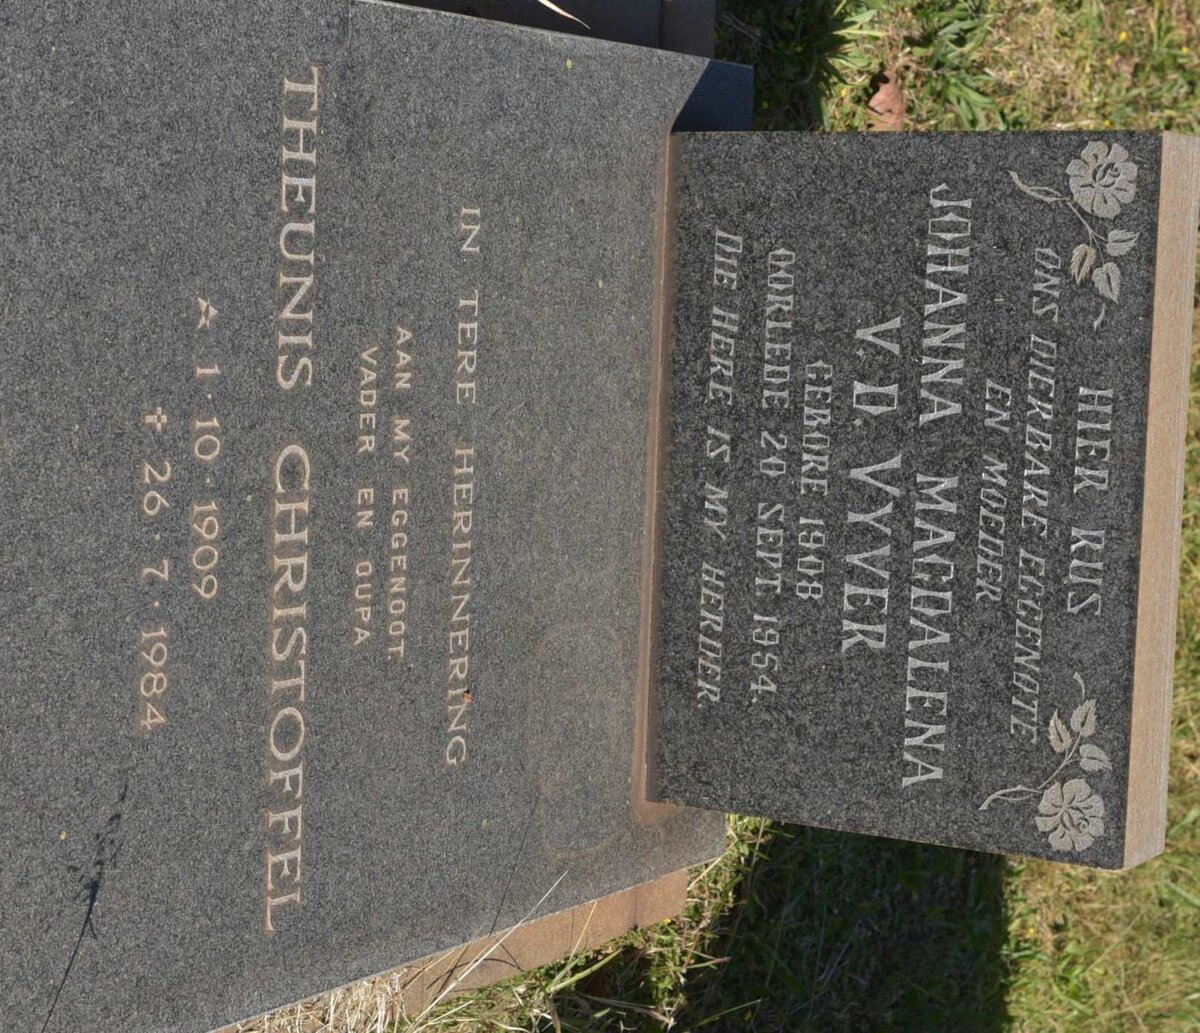 HIER RUS
ONS DIERBARE EGGENOTE
EN MOEDER
JOHANNA MAGDALENA
V. D. VYVER
GEBORE 1908
OORLEDE 20 SEPT. 1954.
DIE HERE IS MY HERDER.
IN TERE HERINNERING
AAN MY EGGENOOT
VADER EN OUPA
THEUNIS CHRISTOFFEL
1·10·1909
26·7·1984